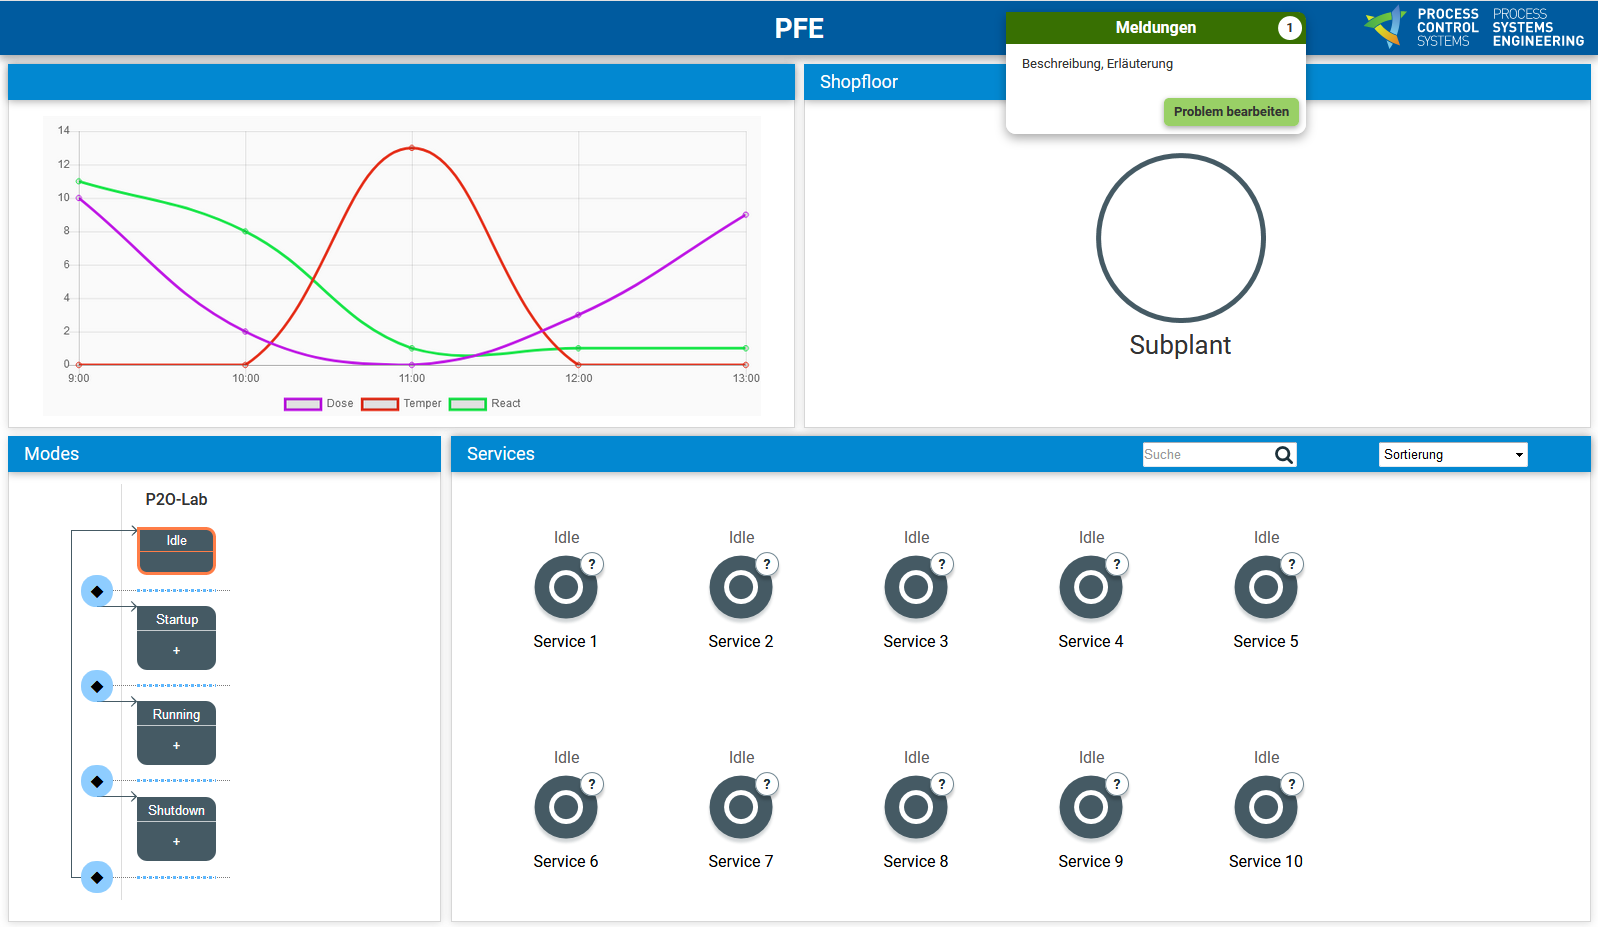 PFE
Meldungen 1
Beschreibung, Erläuterung
Problem bearbeiten
PROCESS CONTROL SYSTEMS
PROCESS SYSTEMS ENGINEERING
Shopfloor
14
12
10
8
6
4
2
0
9:00 10:00 11:00 12:00 13:00
Dose Temper React
Subplant
Modes
P2O-Lab
Idle
Startup
+
Running
+
Shutdown
+
Services
Suche
Sortierung
Idle Idle Idle Idle Idle
? ? ? ? ?
Service 1 Service 2 Service 3 Service 4 Service 5
Idle Idle Idle Idle Idle
? ? ? ? ?
Service 6 Service 7 Service 8 Service 9 Service 10